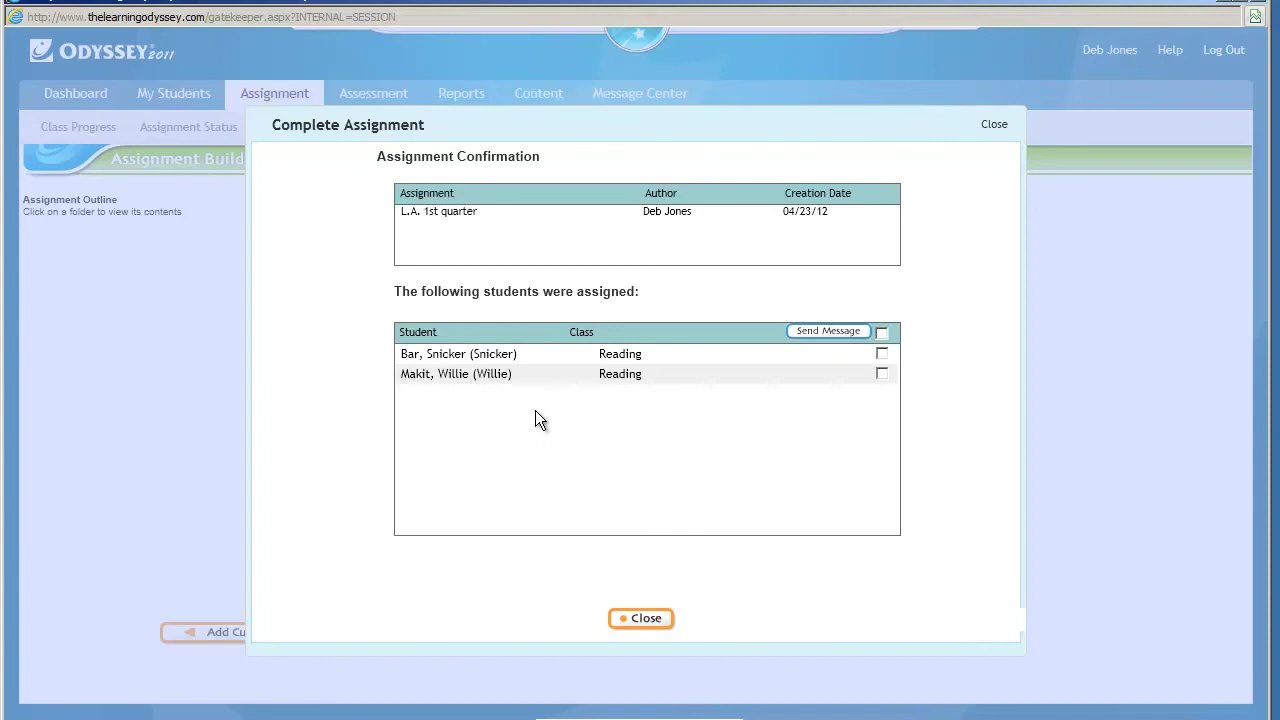 http://www.thelearningodyssey.com/gatekeeper.aspx?INTERNAL=SESSION
ODYSSEY 2011
Deb Jones Help Log Out
Dashboard My Students Assignment Assessment Reports Content Message Center
Class Progress Assignment Status
Complete Assignment Close
Assignment Build
Assignment Outline
Click on a folder to view its contents.
Assignment Confirmation
Assignment Author Creation Date
L.A. 1st quarter Deb Jones 04/23/12
The following students were assigned:
Student Class Send Message
Bar, Snicker (Snicker) Reading
Makit, Willie (Willie) Reading
Close
Add Cu